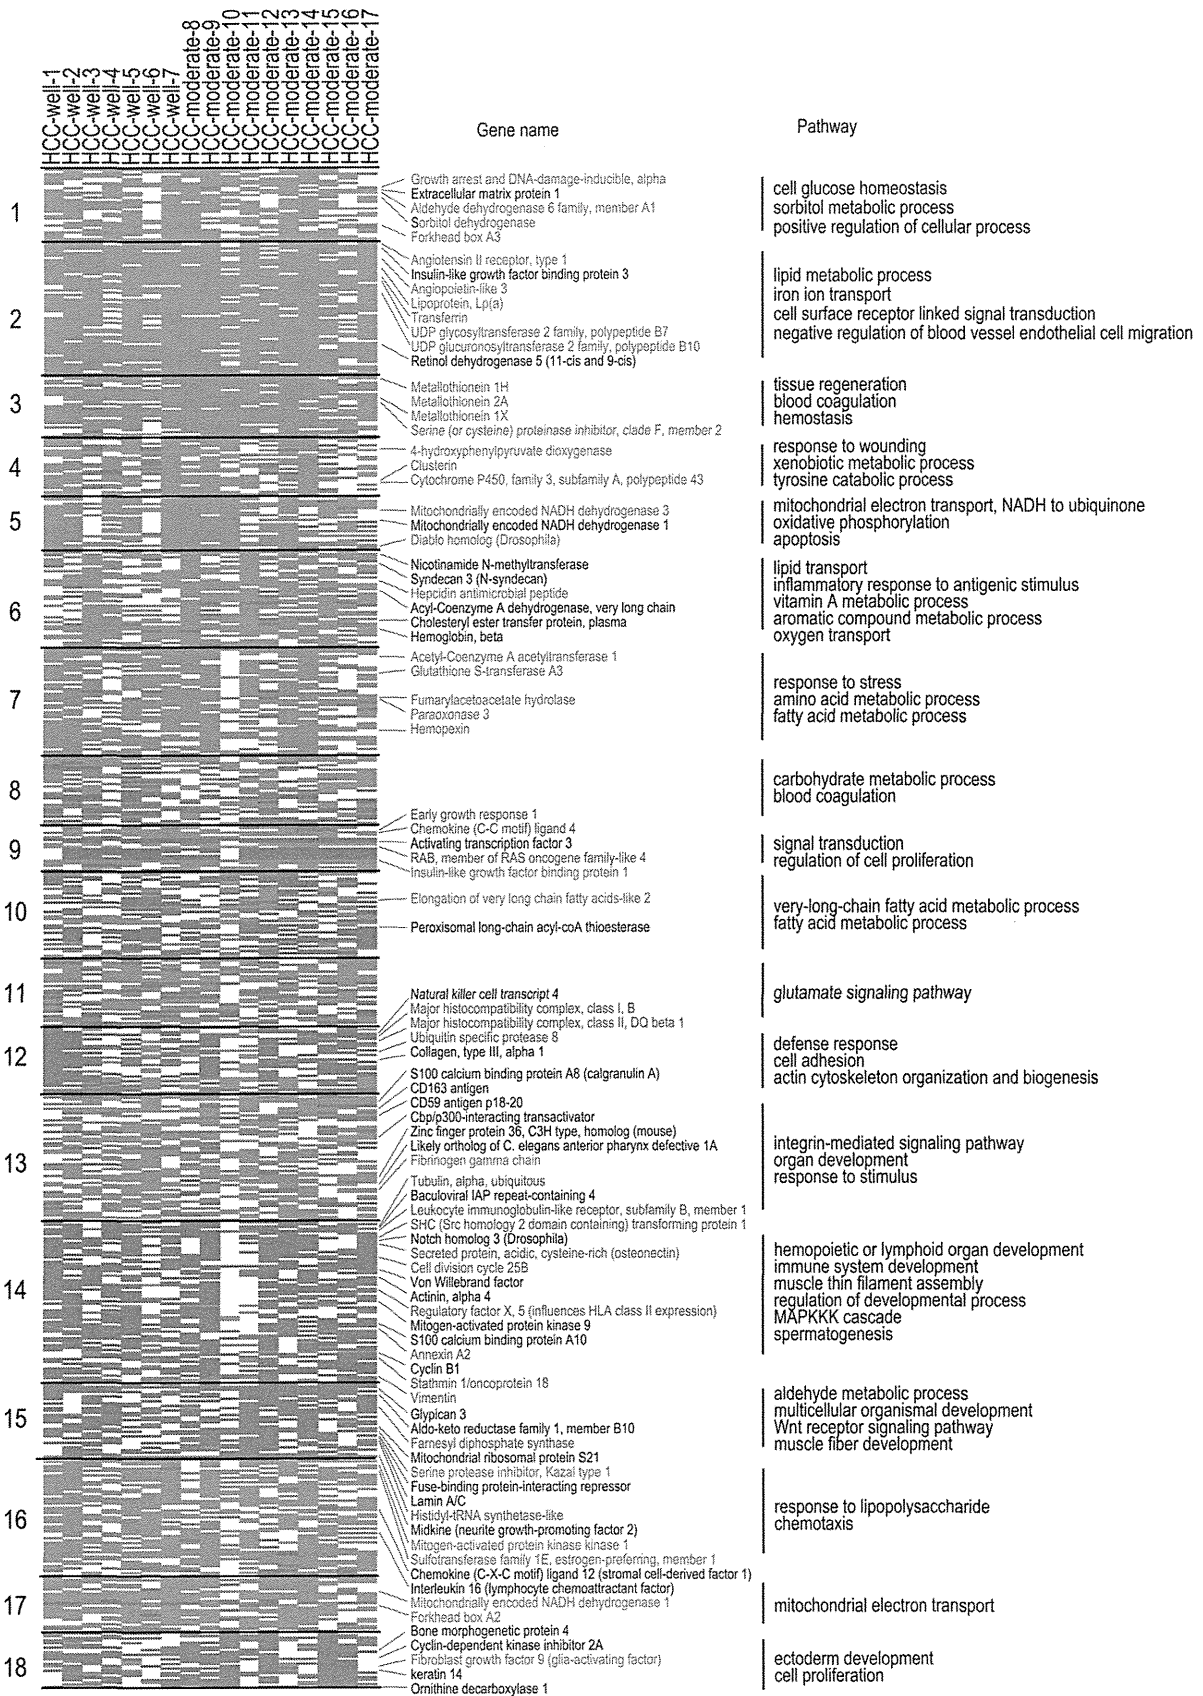 HCC-well-1
HCC-well-2
HCC-well-3
HCC-well-4
HCC-well-5
HCC-well-6
HCC-well-7
HCC-moderate-8
HCC-moderate-9
HCC-moderate-10
HCC-moderate-11
HCC-moderate-12
HCC-moderate-13
HCC-moderate-14
HCC-moderate-15
HCC-moderate-16
HCC-moderate-17
Gene name
Pathway
1
Growth arrest and DNA-damage-inducible, alpha
Extracellular matrix protein 1
Aldehyde dehydrogenase 6 family, member A1
Sorbitol dehydrogenase
Forkhead box A3
cell glucose homeostasis
sorbitol metabolic process
positive regulation of cellular process
2
Angiotensin II receptor, type 1
Insulin-like growth factor binding protein 3
Angiopoietin-like 3
Lipoprotein, Lp(a)
Transferrin
UDP glycosyltransferase 2 family, polypeptide B7
UDP glucuronosyltransferase 2 family, polypeptide B10
Retinol dehydrogenase 5 (11-cis and 9-cis)
lipid metabolic process
iron ion transport
cell surface receptor linked signal transduction
negative regulation of blood vessel endothelial cell migration
3
Metallothionein 1H
Metallothionein 2A
Metallothionein 1X
Serine (or cysteine) proteinase inhibitor, clade F, member 2
tissue regeneration
blood coagulation
hemostasis
4
4-hydroxyphenylpyruvate dioxygenase
Clusterin
Cytochrome P450, family 3, subfamily A, polypeptide 43
response to wounding
xenobiotic metabolic process
tyrosine catabolic process
5
Mitochondrially encoded NADH dehydrogenase 3
Mitochondrially encoded NADH dehydrogenase 1
Diablo homolog (Drosophila)
mitochondrial electron transport, NADH to ubiquinone
oxidative phosphorylation
apoptosis
6
Nicotinamide N-methyltransferase
Syndecan 3 (N-syndecan)
Hepcidin antimicrobial peptide
Acyl-Coenzyme A dehydrogenase, very long chain
Cholesteryl ester transfer protein, plasma
Hemoglobin, beta
lipid transport
inflammatory response to antigenic stimulus
vitamin A metabolic process
aromatic compound metabolic process
oxygen transport
7
Acetyl-Coenzyme A acetyltransferase 1
Glutathione S-transferase A3
Fumarylacetoacetate hydrolase
Paraoxonase 3
Hemopexin
response to stress
amino acid metabolic process
fatty acid metabolic process
8
carbohydrate metabolic process
blood coagulation
9
Early growth response 1
Chemokine (C-C motif) ligand 4
Activating transcription factor 3
RAB, member of RAS oncogene family-like 4
Insulin-like growth factor binding protein 1
signal transduction
regulation of cell proliferation
10
Elongation of very long chain fatty acids-like 2
Peroxisomal long-chain acyl-coA thioesterase
very-long-chain fatty acid metabolic process
fatty acid metabolic process
11
glutamate signaling pathway
12
Natural killer cell transcript 4
Major histocompatibility complex, class I, B
Major histocompatibility complex, class II, DQ beta 1
Ubiquitin specific protease 8
Collagen, type III, alpha 1
defense response
cell adhesion
actin cytoskeleton organization and biogenesis
13
S100 calcium binding protein A8 (calgranulin A)
CD163 antigen
CD59 antigen p18-20
Cbp/p300-interacting transactivator
Zinc finger protein 36, C3H type, homolog (mouse)
Likely ortholog of C. elegans anterior pharynx defective 1A
Fibrinogen gamma chain
integrin-mediated signaling pathway
organ development
response to stimulus
14
Tubulin, alpha, ubiquitous
Baculoviral IAP repeat-containing 4
Leukocyte immunoglobulin-like receptor, subfamily B, member 1
SHC (Src homology 2 domain containing) transforming protein 1
Notch homolog 3 (Drosophila)
Secreted protein, acidic, cysteine-rich (osteonectin)
Cell division cycle 25B
Von Willebrand factor
Actinin, alpha 4
Regulatory factor X, 5 (influences HLA class II expression)
Mitogen-activated protein kinase 9
S100 calcium binding protein A10
Annexin A2
Cyclin B1
Stathmin 1/oncoprotein 18
hemopoietic or lymphoid organ development
immune system development
muscle thin filament assembly
regulation of developmental process
MAPKKK cascade
spermatogenesis
15
Vimentin
Glypican 3
Aldo-keto reductase family 1, member B10
Farnesyl diphosphate synthase
Mitochondrial ribosomal protein S21
Serine protease inhibitor, Kazal type 1
Fuse-binding protein-interacting repressor
Lamin A/C
Histidyl-tRNA synthetase-like
Midkine (neurite growth-promoting factor 2)
Mitogen-activated protein kinase kinase 1
Sulfotransferase family 1E, estrogen-preferring, member 1
aldehyde metabolic process
multicellular organismal development
Wnt receptor signaling pathway
muscle fiber development
16
Chemokine (C-X-C motif) ligand 12 (stromal cell-derived factor 1)
Interleukin 16 (lymphocyte chemoattractant factor)
response to lipopolysaccharide
chemotaxis
17
Mitochondrially encoded NADH dehydrogenase 1
Forkhead box A2
mitochondrial electron transport
18
Bone morphogenetic protein 4
Cyclin-dependent kinase inhibitor 2A
Fibroblast growth factor 9 (glia-activating factor)
keratin 14
Ornithine decarboxylase 1
ectoderm development
cell proliferation